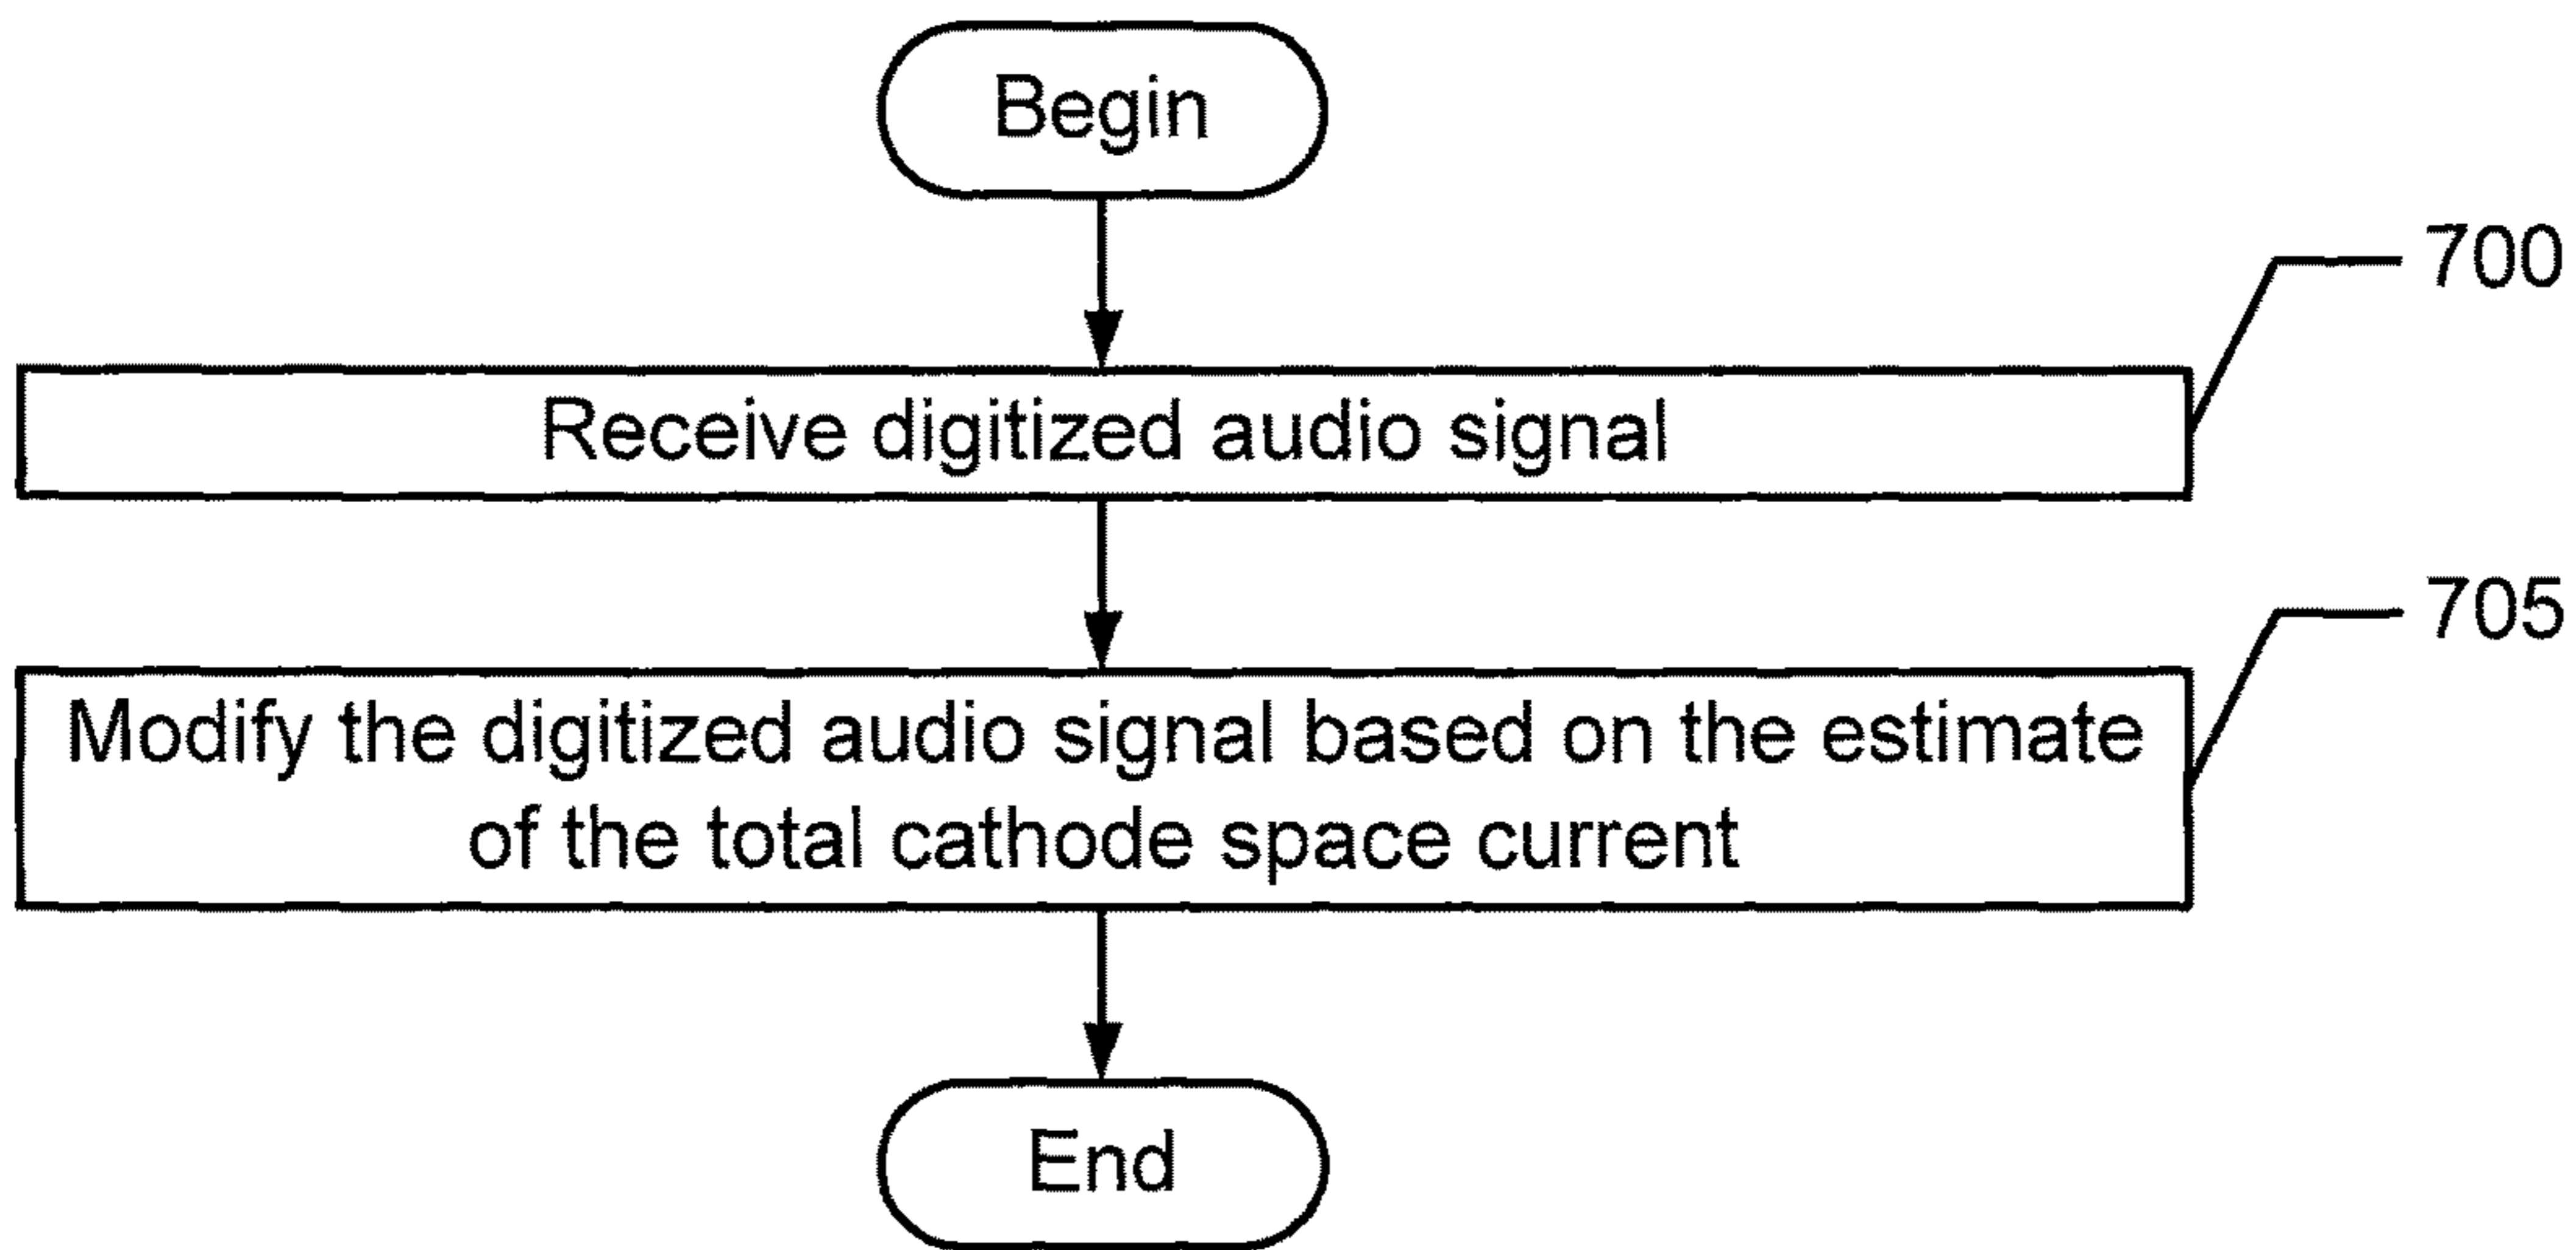 Begin
700
Receive digitized audio signal
705
Modify the digitized audio signal based on the estimate
of the total cathode space current
End